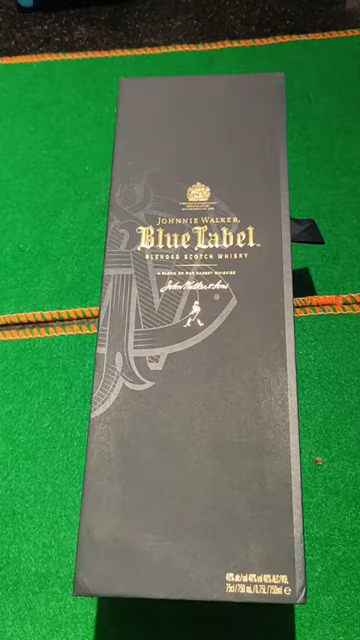 JOHNNIE WALKER.
Blue Label™
BLENDED SCOTCH WHISKY
A BLEND OF OUR RAREST WHISKIES
John Walker & Sons
40% alc/vol 40% vol 40% ALC/VOL
75cl/750 mL/0.75L/750ml e